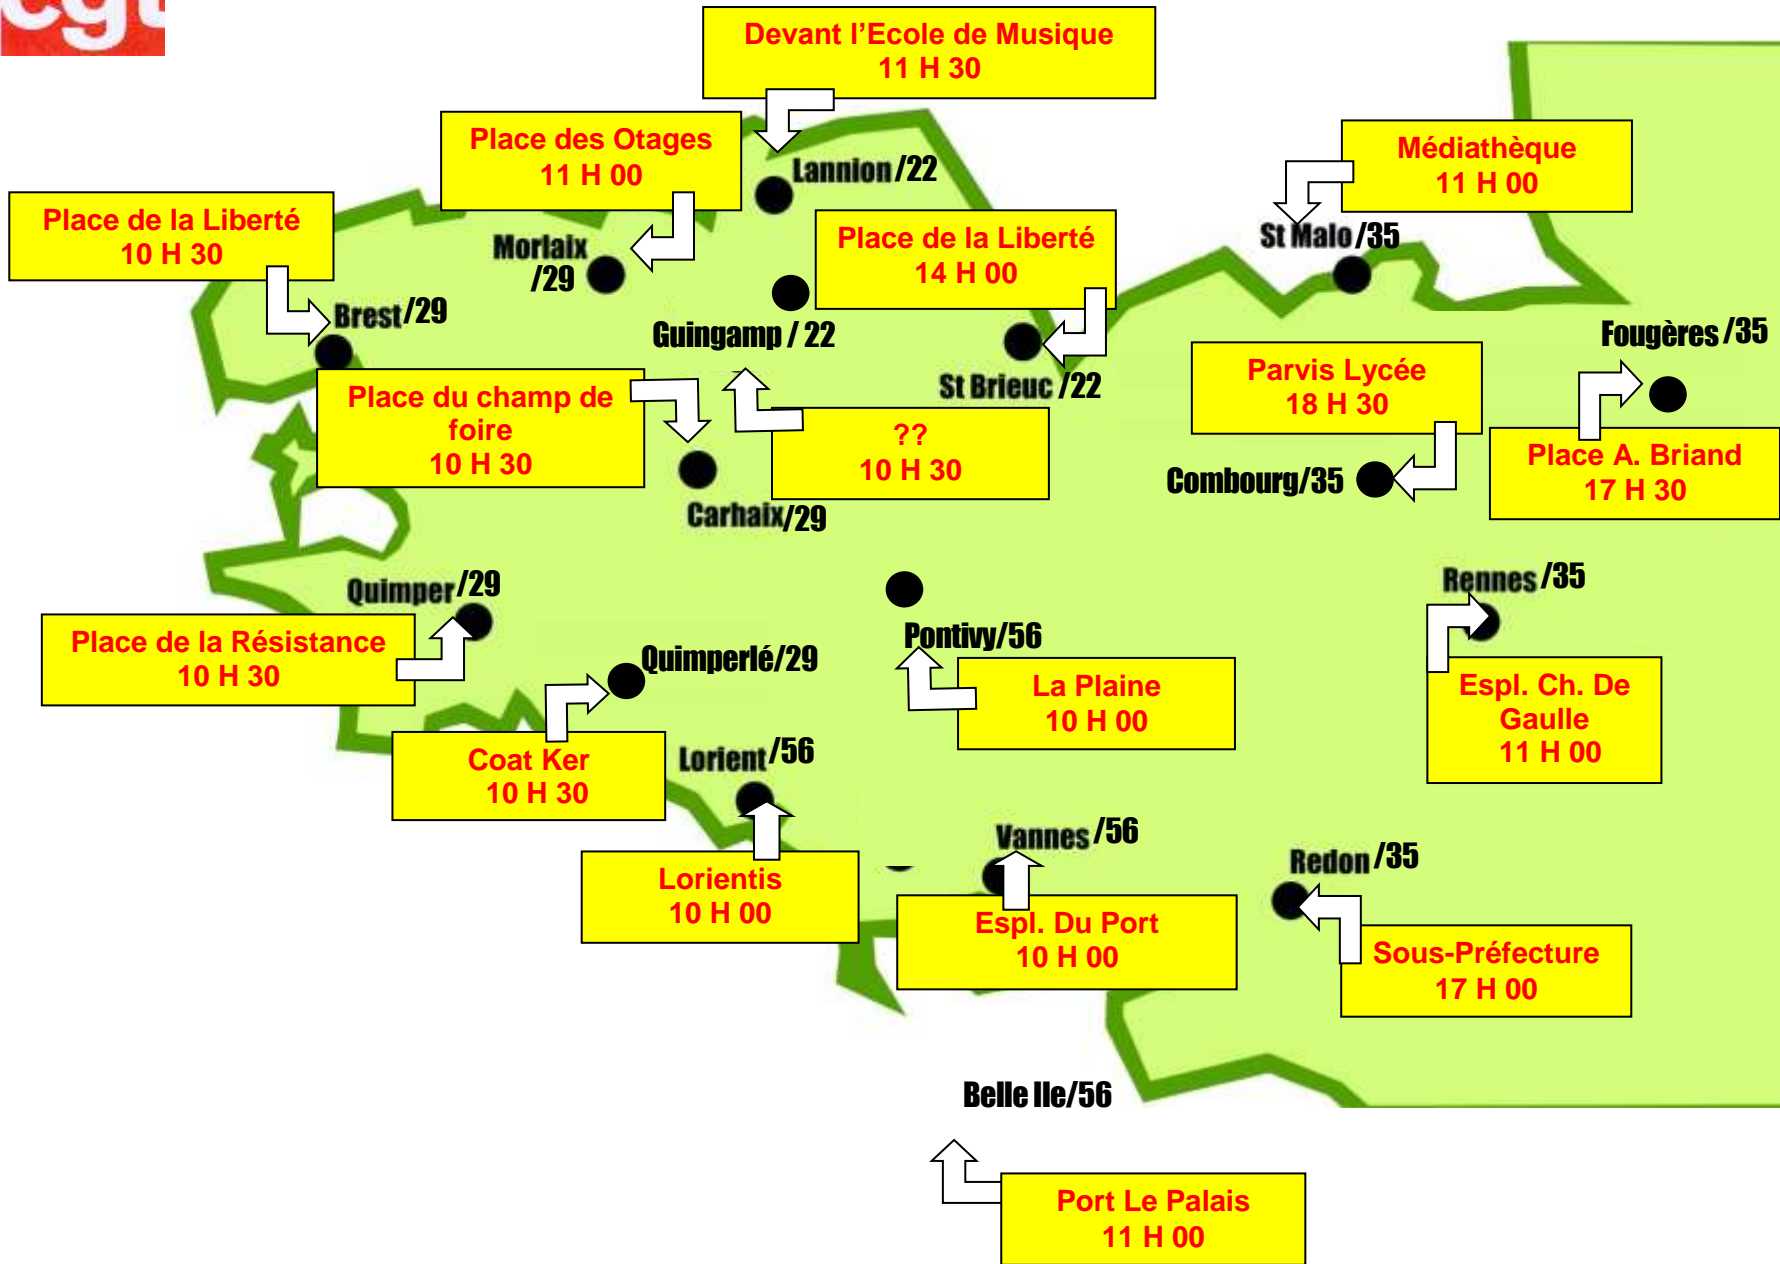 cgt
Devant l'Ecole de Musique
11 H 30
Place des Otages
11 H 00
Lannion /22
Médiathèque
11 H 00
Place de la Liberté
10 H 30
Morlaix
/29
Place de la Liberté
14 H 00
St Malo /35
Brest /29
Guingamp / 22
St Brieuc /22
Fougères /35
Place du champ de
foire
10 H 30
??
10 H 30
Parvis Lycée
18 H 30
Place A. Briand
17 H 30
Combourg/35
Carhaix/29
Quimper /29
Rennes /35
Place de la Résistance
10 H 30
Quimperlé/29
Pontivy/56
La Plaine
10 H 00
Espl. Ch. De
Gaulle
11 H 00
Coat Ker
10 H 30
Lorient /56
Vannes /56
Redon /35
Lorientis
10 H 00
Espl. Du Port
10 H 00
Sous-Préfecture
17 H 00
Belle Ile/56
Port Le Palais
11 H 00